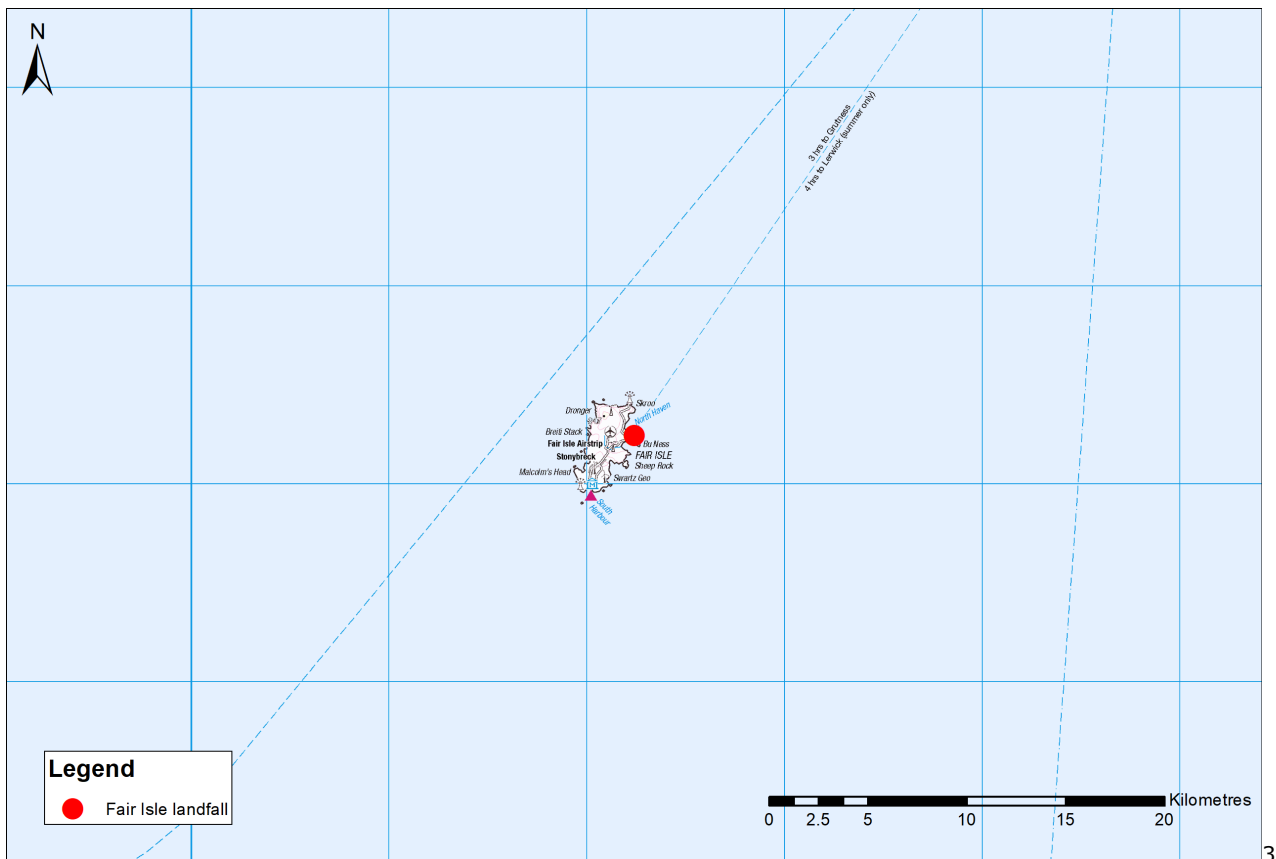 N
3 hrs to Grutness
4 hrs to Lerwick (summer only)
Skroo
Dronger
North Haven
Breiti Stack
Fair Isle Airstrip
Bu Ness
Stonybreck
FAIR ISLE
Sheep Rock
Malcolm's Head
Swartz Geo
M
South
Harbour
Legend
Fair Isle landfall
Kilometres
0 2.5 5 10 15 20
3